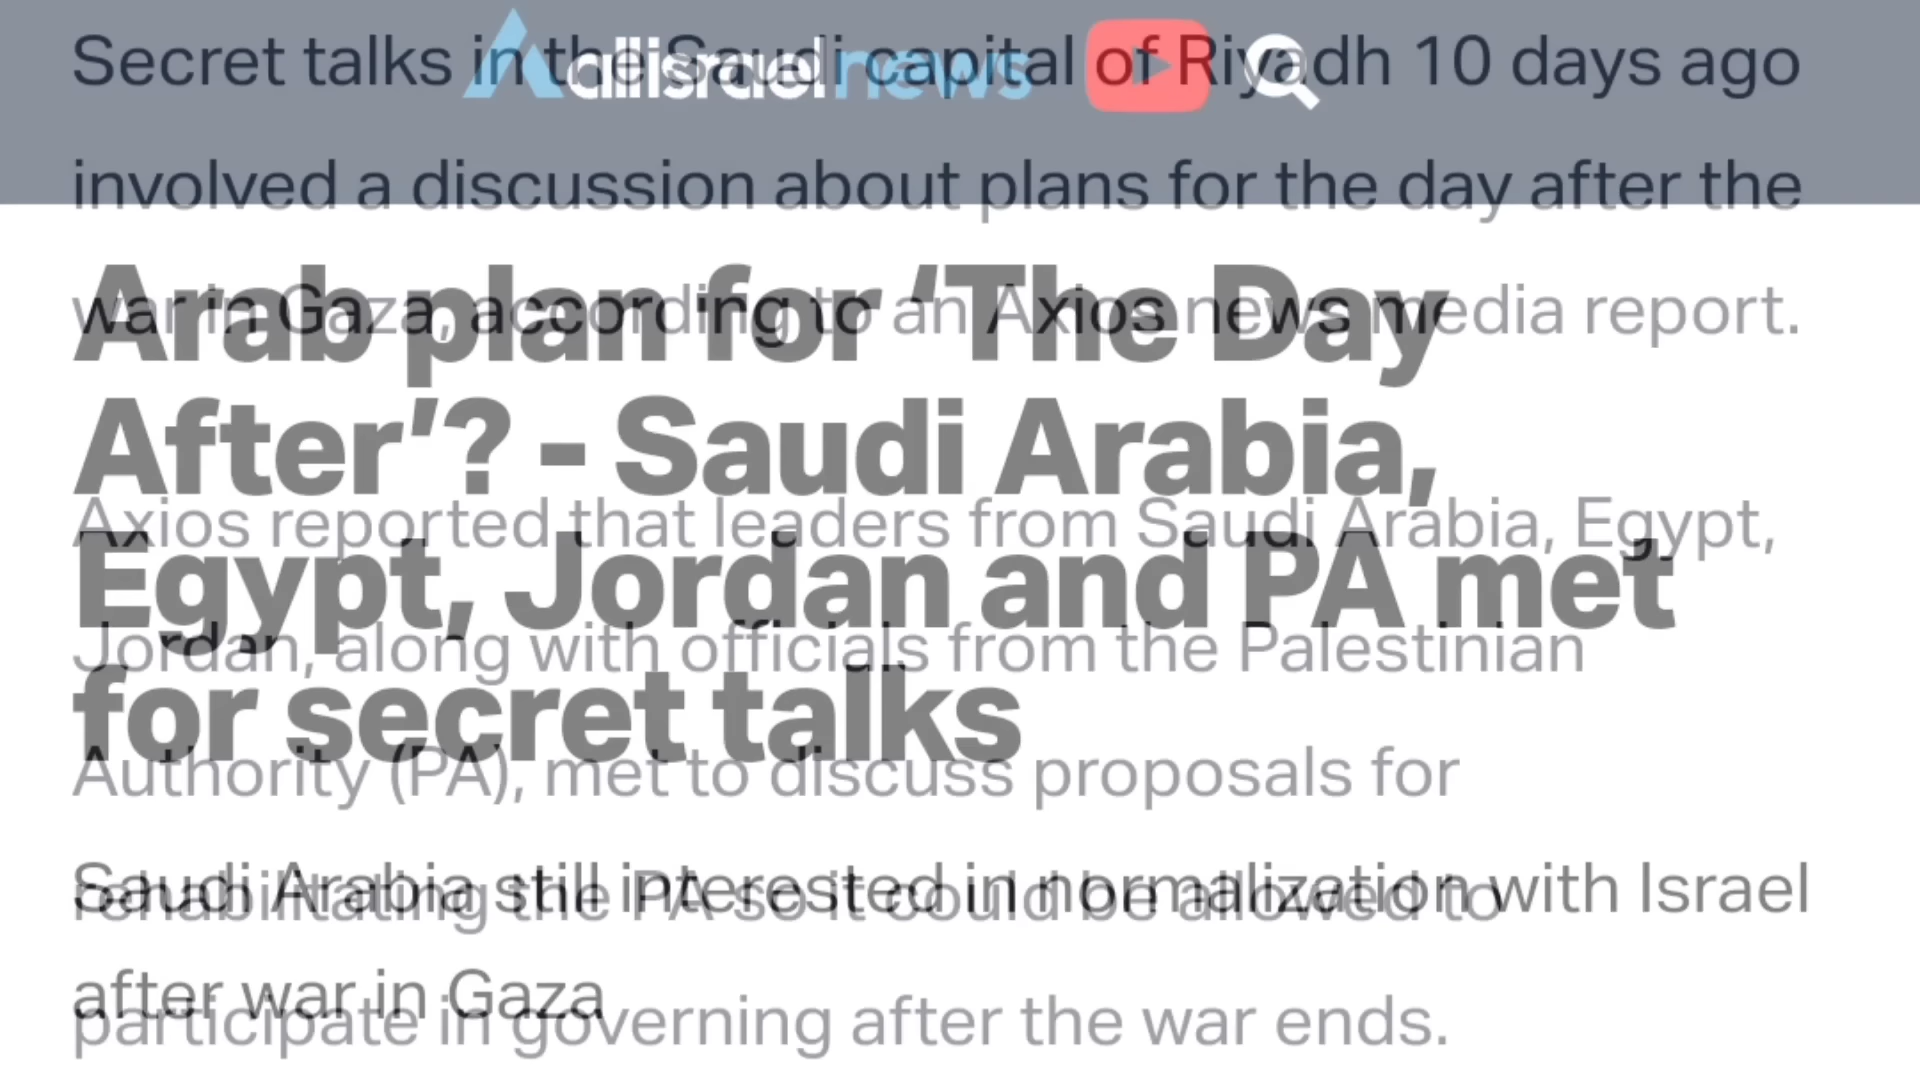 allisrael news
Arab plan for ‘The Day
After’? - Saudi Arabia,
Egypt, Jordan and PA met
for secret talks
Saudi Arabia still interested in normalization with Israel
after war in Gaza
Secret talks in the Saudi capital of Riyadh 10 days ago
involved a discussion about plans for the day after the
war in Gaza, according to an Axios news media report.
Axios reported that leaders from Saudi Arabia, Egypt,
Jordan, along with officials from the Palestinian
Authority (PA), met to discuss proposals for
rehabilitating the PA so it could be allowed to
participate in governing after the war ends.